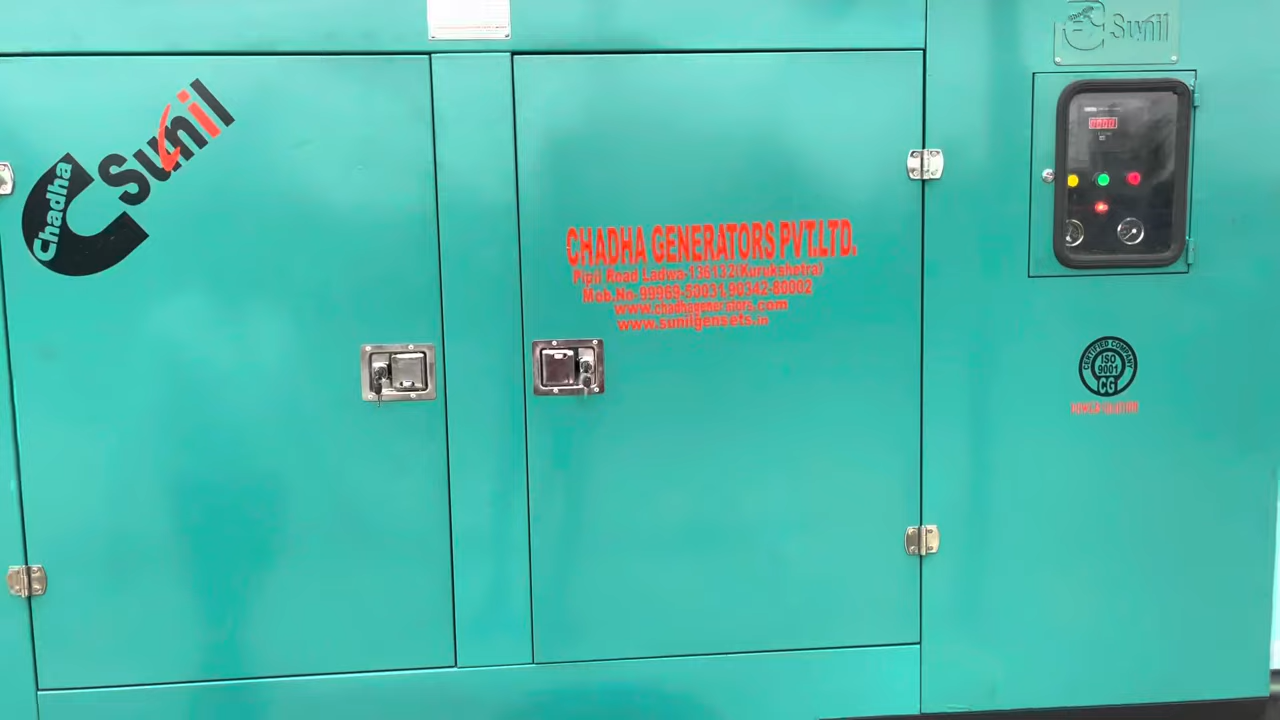 Chadha
Sunil
CHADHA GENERATORS PVT.LTD.
Pipli Road Ladwa-136132(Kurukshetra)
Mob.No-99969-50031,90342-80002
www.chadhagenerators.com
www.sunilgensets.in
Chadha
Sunil
CERTIFIED COMPANY
ISO
9001
CG